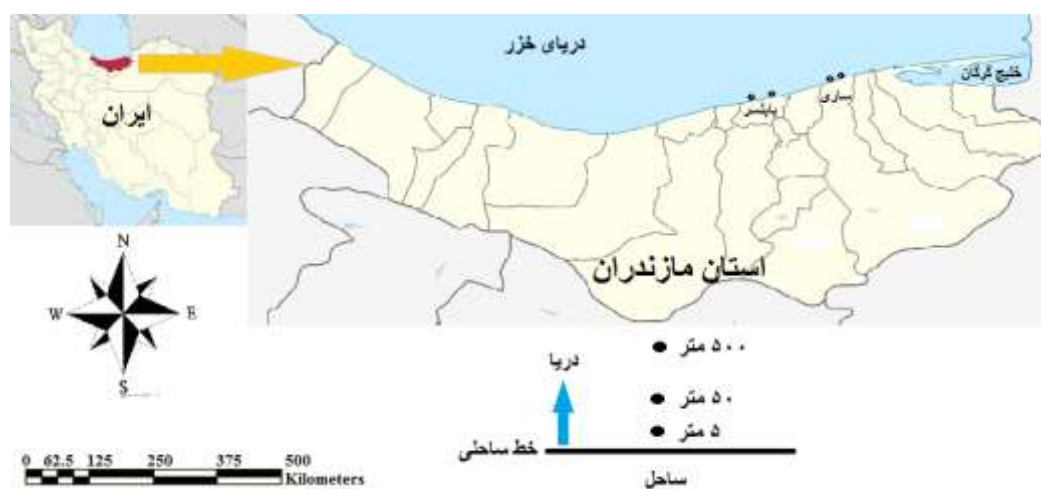 دریای خزر
خلیج گرگان
ساری
بابلسر
ایران
استان مازندران
N
W E
S
۵۰۰ متر
دریا
۵۰ متر
۵ متر
خط ساحلی
ساحل
0 62.5 125 250 375 500
Kilometers